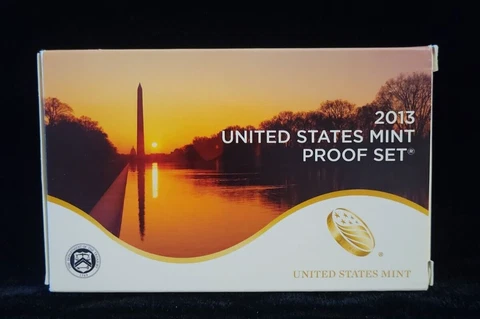 2013
UNITED STATES MINT
PROOF SET®
®
UNITED STATES MINT